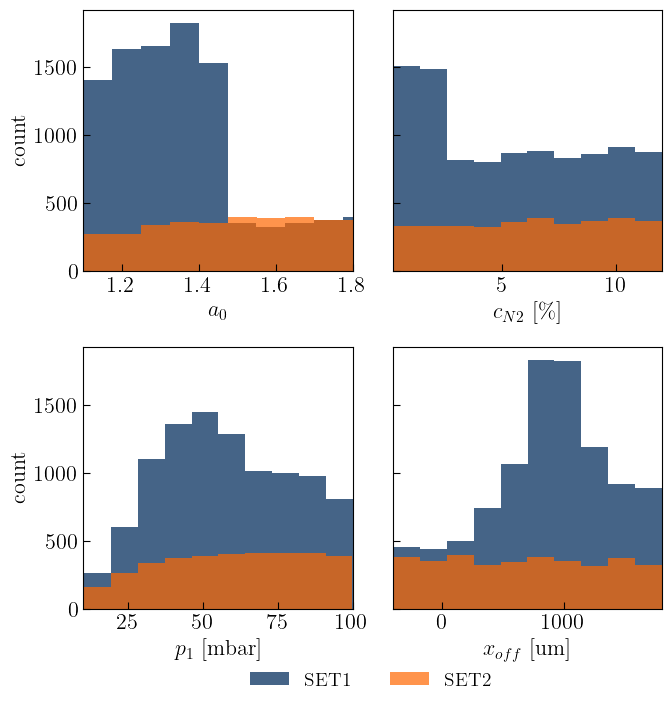 1500
1000
500
0
count
1.2 1.4 1.6 1.8
a0
5 10
cN2 [%]
1500
1000
500
0
count
25 50 75 100
p1 [mbar]
0 1000
xoff [um]
SET1 SET2